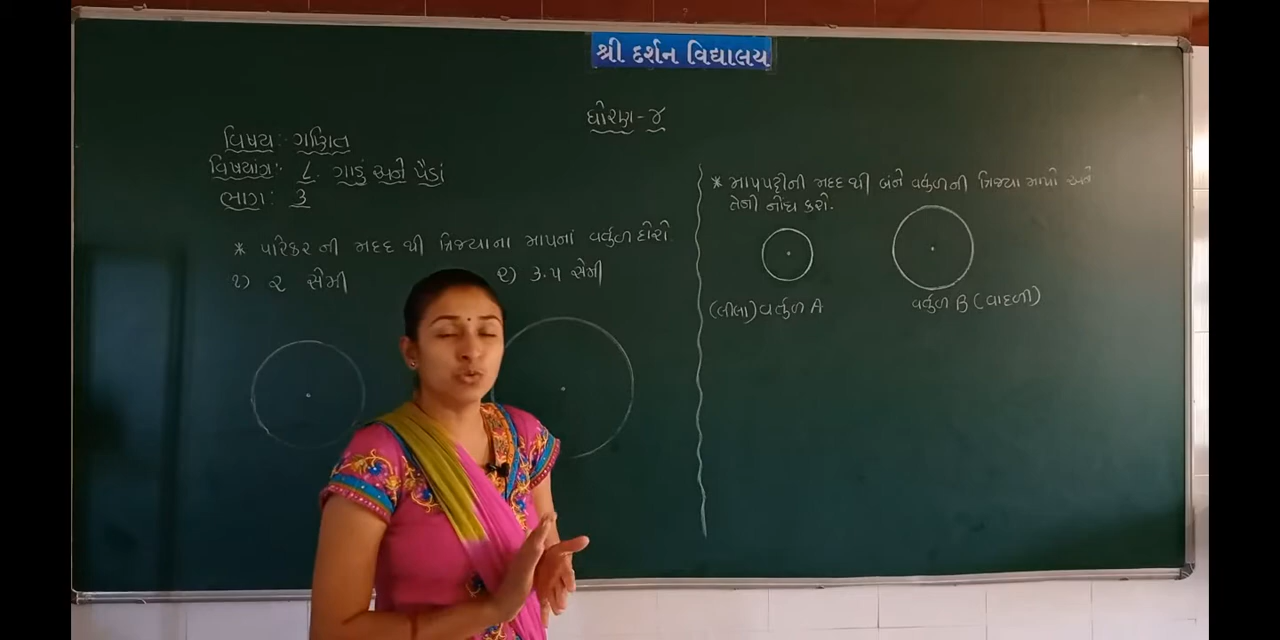 શ્રી દર્શન વિદ્યાલય
ધોરણ-૪
વિષય:- ગણિત
વિષયાંગ:- ૮. ગાડું અને પૈડાં
ભાગ: ૩
* પરિકર ની મદદ થી ત્રિજ્યાના માપનાં વર્તુળ દોરો.
૧) ૨ સેમી
૨) ૩.૫ સેમી
* માપપટ્ટીની મદદ થી બંને વર્તુળની ત્રિજ્યા માપો અને
તેની નોંધ કરો.
(લીલા) વર્તુળ A
વર્તુળ B (વાદળી)